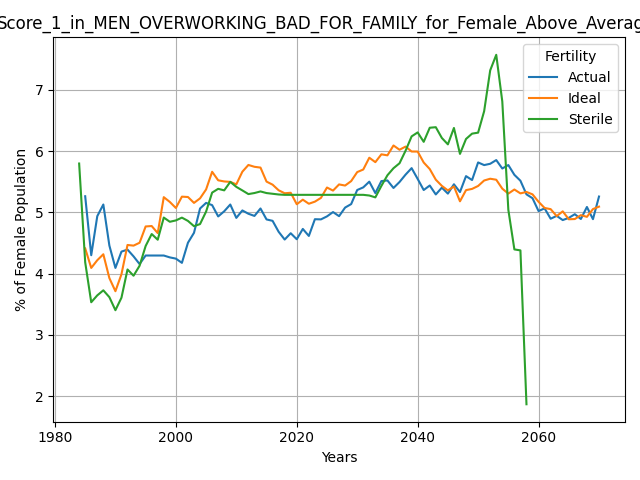 Score_1_in_MEN_OVERWORKING_BAD_FOR_FAMILY_for_Female_Above_Averag
Fertility
Actual
Ideal
Sterile
7
6
5
4
3
2
% of Female Population
1980
2000
2020
2040
2060
Years